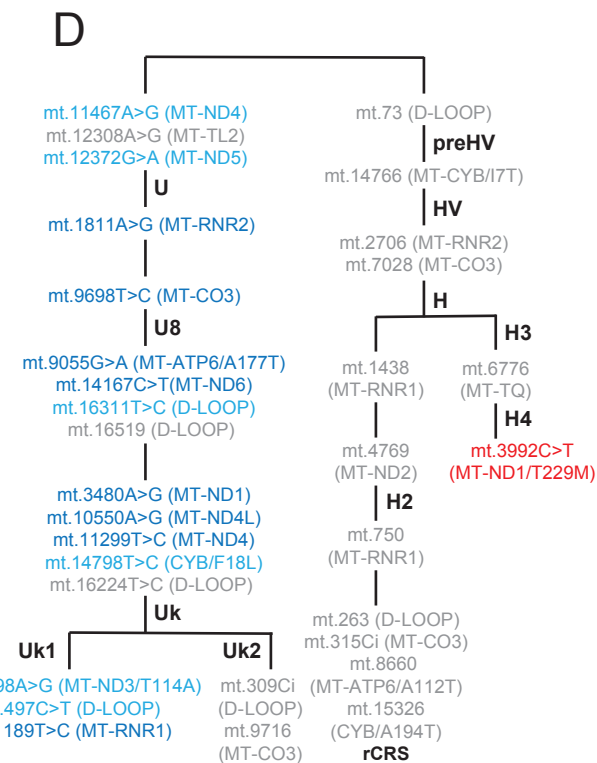 D
mt.11467A>G (MT-ND4)
mt.12308A>G (MT-TL2)
mt.12372G>A (MT-ND5)
U
mt.1811A>G (MT-RNR2)
mt.9698T>C (MT-CO3)
U8
mt.9055G>A (MT-ATP6/A177T)
mt.14167C>T(MT-ND6)
mt.16311T>C (D-LOOP)
mt.16519 (D-LOOP)
mt.3480A>G (MT-ND1)
mt.10550A>G (MT-ND4L)
mt.11299T>C (MT-ND4)
mt.14798T>C (CYB/F18L)
mt.16224T>C (D-LOOP)
Uk
Uk1
98A>G (MT-ND3/T114A)
.497C>T (D-LOOP)
189T>C (MT-RNR1)
Uk2
mt.309Ci
(D-LOOP)
mt.9716
(MT-CO3)
mt.73 (D-LOOP)
preHV
mt.14766 (MT-CYB/I7T)
HV
mt.2706 (MT-RNR2)
mt.7028 (MT-CO3)
H
mt.1438
(MT-RNR1)
mt.4769
(MT-ND2)
H2
mt.750
(MT-RNR1)
mt.263 (D-LOOP)
mt.315Ci (MT-CO3)
mt.8660
(MT-ATP6/A112T)
mt.15326
(CYB/A194T)
rCRS
H3
mt.6776
(MT-TQ)
H4
mt.3992C>T
(MT-ND1/T229M)